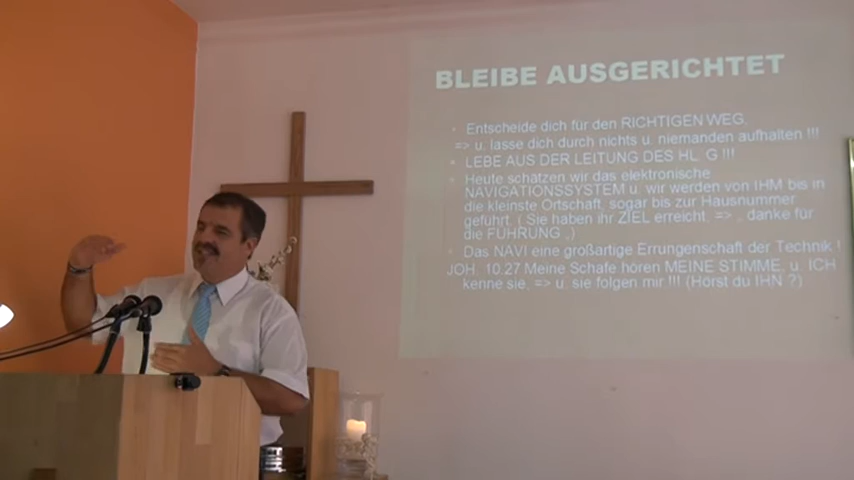 BLEIBE AUSGERICHTET
Entscheide dich für den RICHTIGEN WEG.
=> u. lasse dich durch nichts u. niemanden aufhalten !!!
LEBE AUS DER LEITUNG DES HL. G. !!!
Heute schätzen wir das elektronische
NAVIGATIONSSYSTEM u. wir werden von IHM bis in
die kleinste Ortschaft, sogar bis zur Hausnummer
geführt. ( Sie haben ihr ZIEL erreicht, => , danke für
die FÜHRUNG „)
Das NAVI eine großartige Errungenschaft der Technik !
JOH. 10.27 Meine Schafe hören MEINE STIMME, u. ICH
kenne sie, => u. sie folgen mir !!! (Hörst du IHN ?)